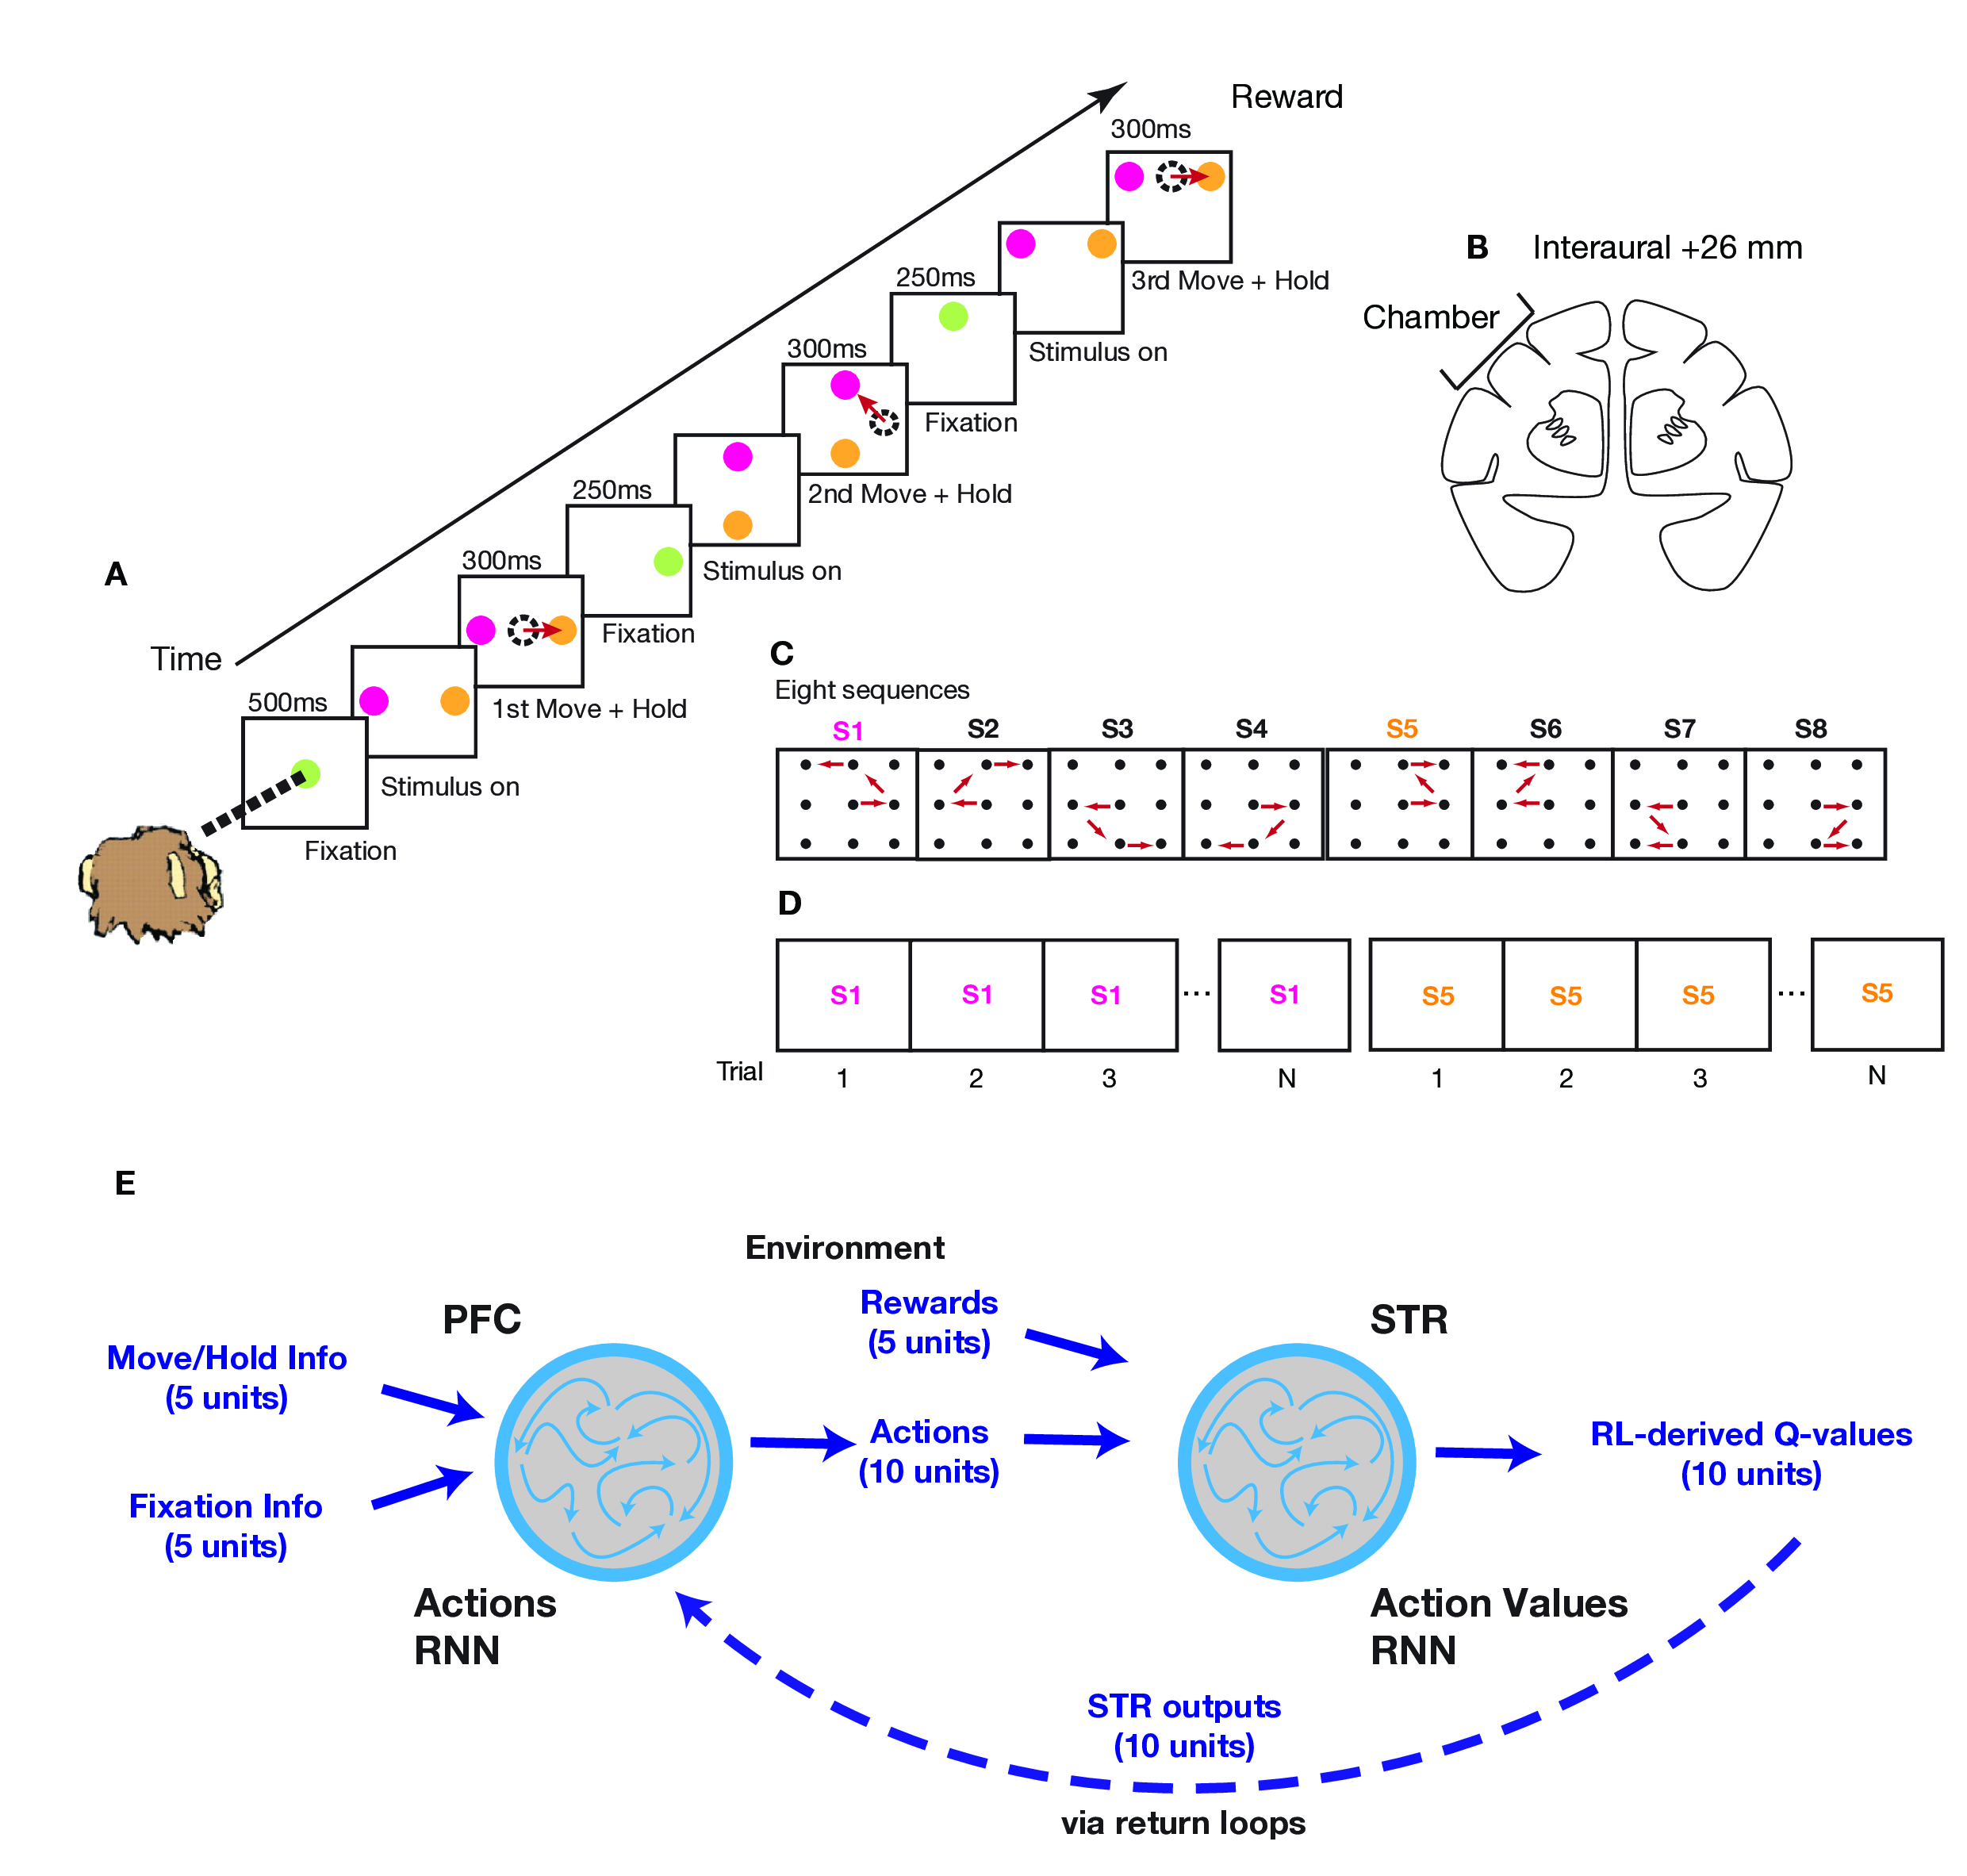 A
Time
Reward
500ms
Fixation
Stimulus on
300ms
1st Move + Hold
250ms
Fixation
Stimulus on
300ms
2nd Move + Hold
250ms
Fixation
Stimulus on
300ms
3rd Move + Hold
B Interaural +26 mm
Chamber
C
Eight sequences
S1 S2 S3 S4 S5 S6 S7 S8
D
S1 S1 S1 ... S1 S5 S5 S5 ... S5
Trial 1 2 3 N 1 2 3 N
E
Environment
PFC
Move/Hold Info
(5 units)
Fixation Info
(5 units)
Actions
RNN
Rewards
(5 units)
Actions
(10 units)
STR
Action Values
RNN
RL-derived Q-values
(10 units)
STR outputs
(10 units)
via return loops